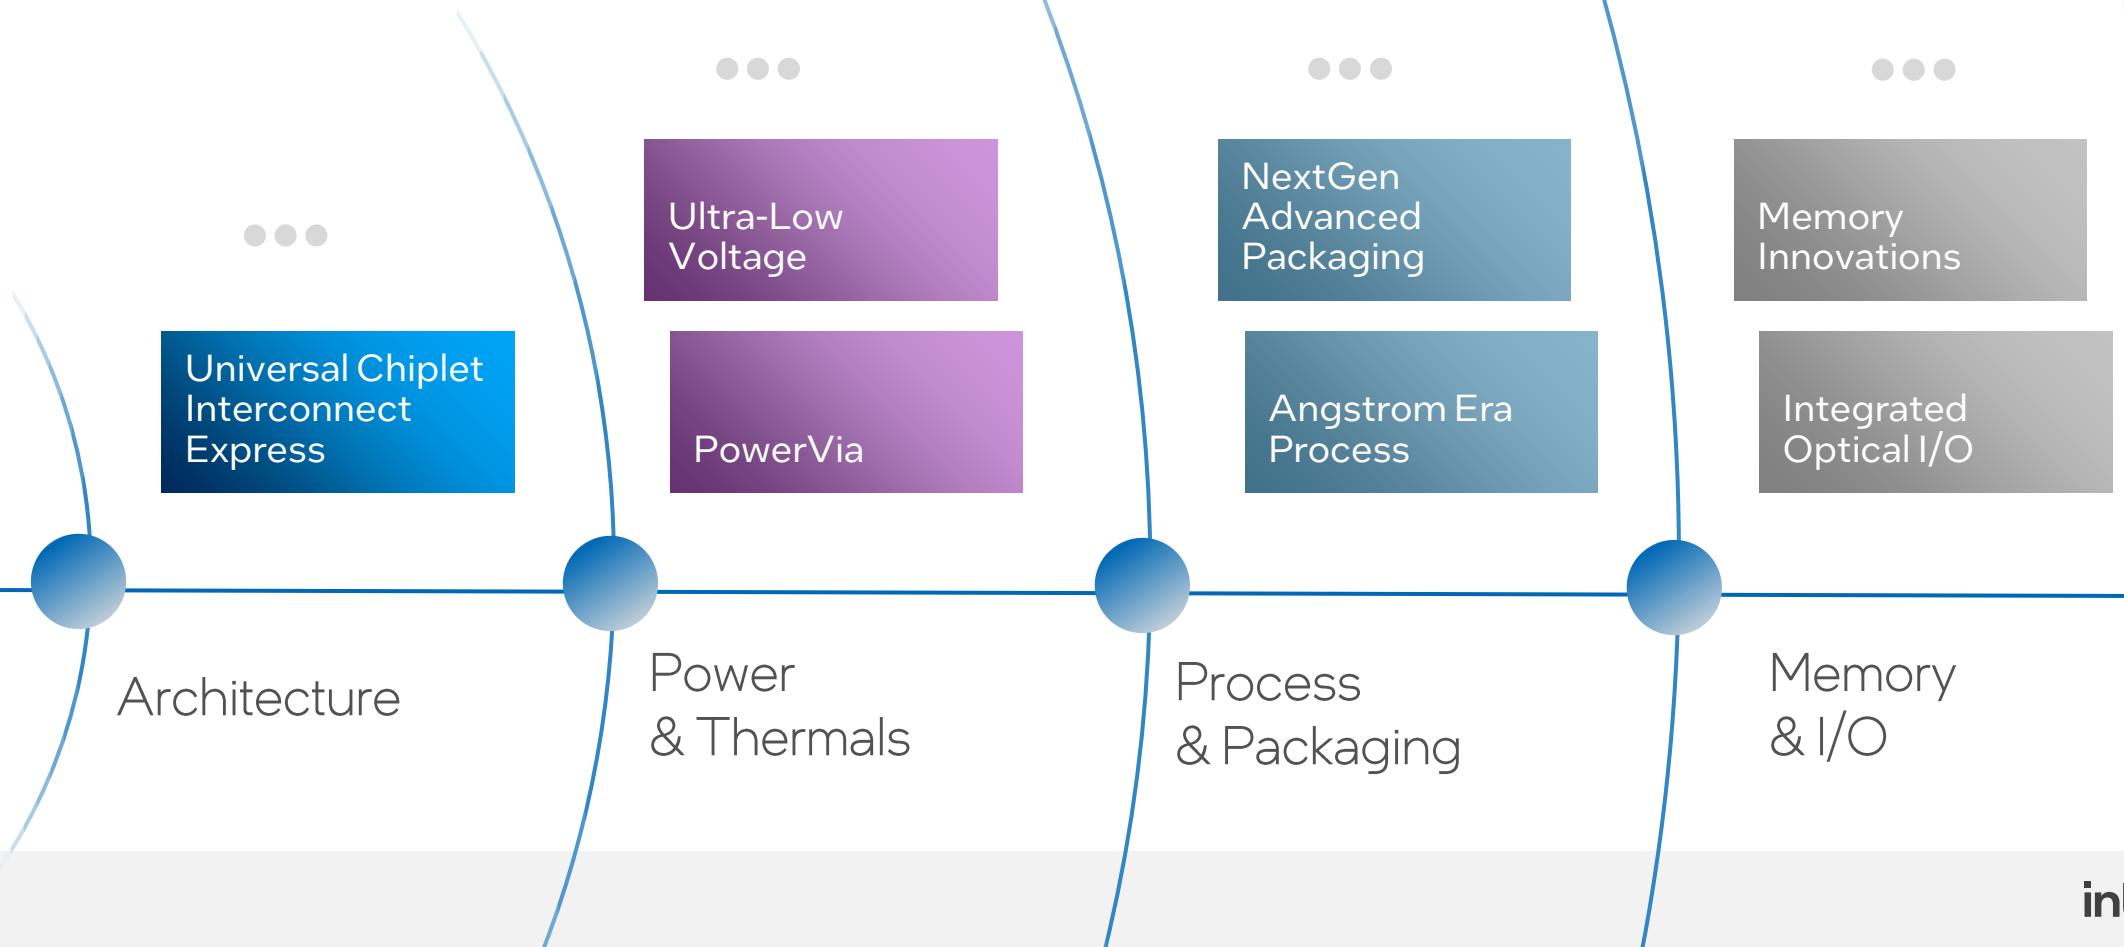 Ultra-Low
Voltage
NextGen
Advanced
Packaging
Memory
Innovations
Universal Chiplet
Interconnect
Express
PowerVia
Angstrom Era
Process
Integrated
Optical I/O
Architecture
Power
& Thermals
Process
& Packaging
Memory
& I/O